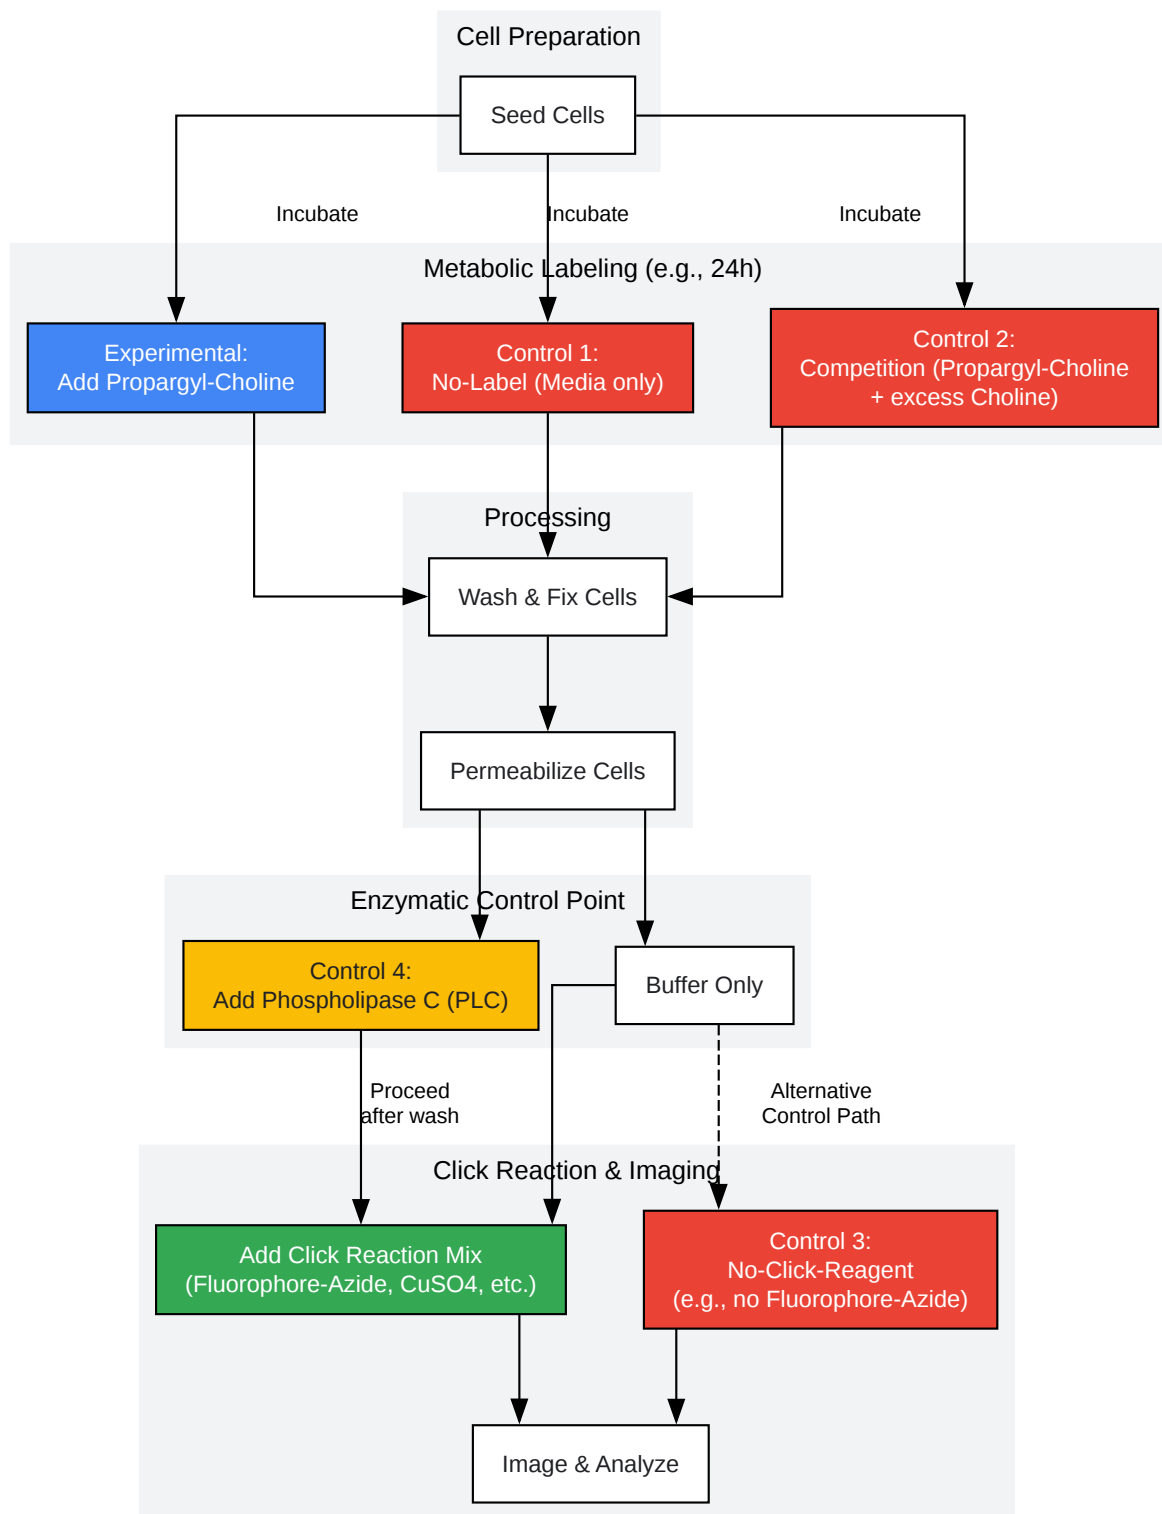 Cell Preparation
Seed Cells
Incubate
Incubate
Incubate
Metabolic Labeling (e.g., 24h)
Experimental:
Add Propargyl-Choline
Control 1:
No-Label (Media only)
Control 2:
Competition (Propargyl-Choline
+ excess Choline)
Processing
Wash & Fix Cells
Permeabilize Cells
Enzymatic Control Point
Control 4:
Add Phospholipase C (PLC)
Buffer Only
Proceed
after wash
Alternative
Control Path
Click Reaction & Imaging
Add Click Reaction Mix
(Fluorophore-Azide, CuSO4, etc.)
Control 3:
No-Click-Reagent
(e.g., no Fluorophore-Azide)
Image & Analyze